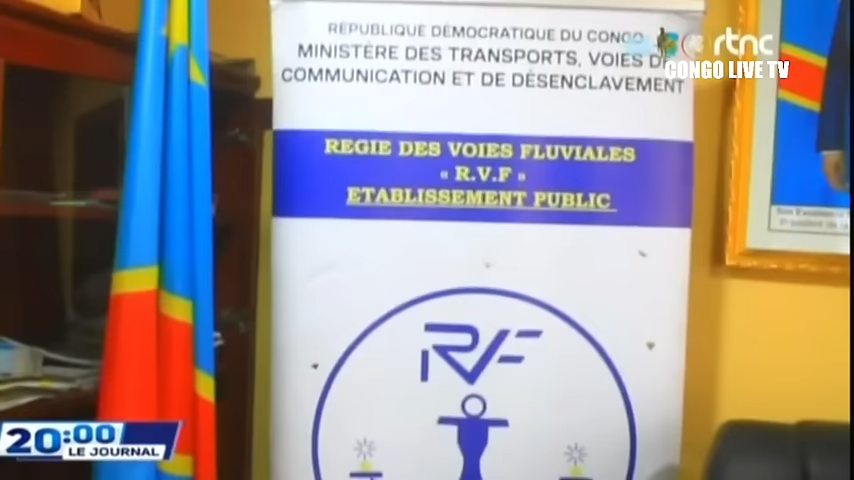 RÉPUBLIQUE DÉMOCRATIQUE DU CONGO
MINISTÈRE DES TRANSPORTS, VOIES DE
COMMUNICATION ET DE DÉSENCLAVEMENT
rtnc
CONGO LIVE TV
REGIE DES VOIES FLUVIALES
« R.V.F »
ETABLISSEMENT PUBLIC
RVF
20:00
LE JOURNAL